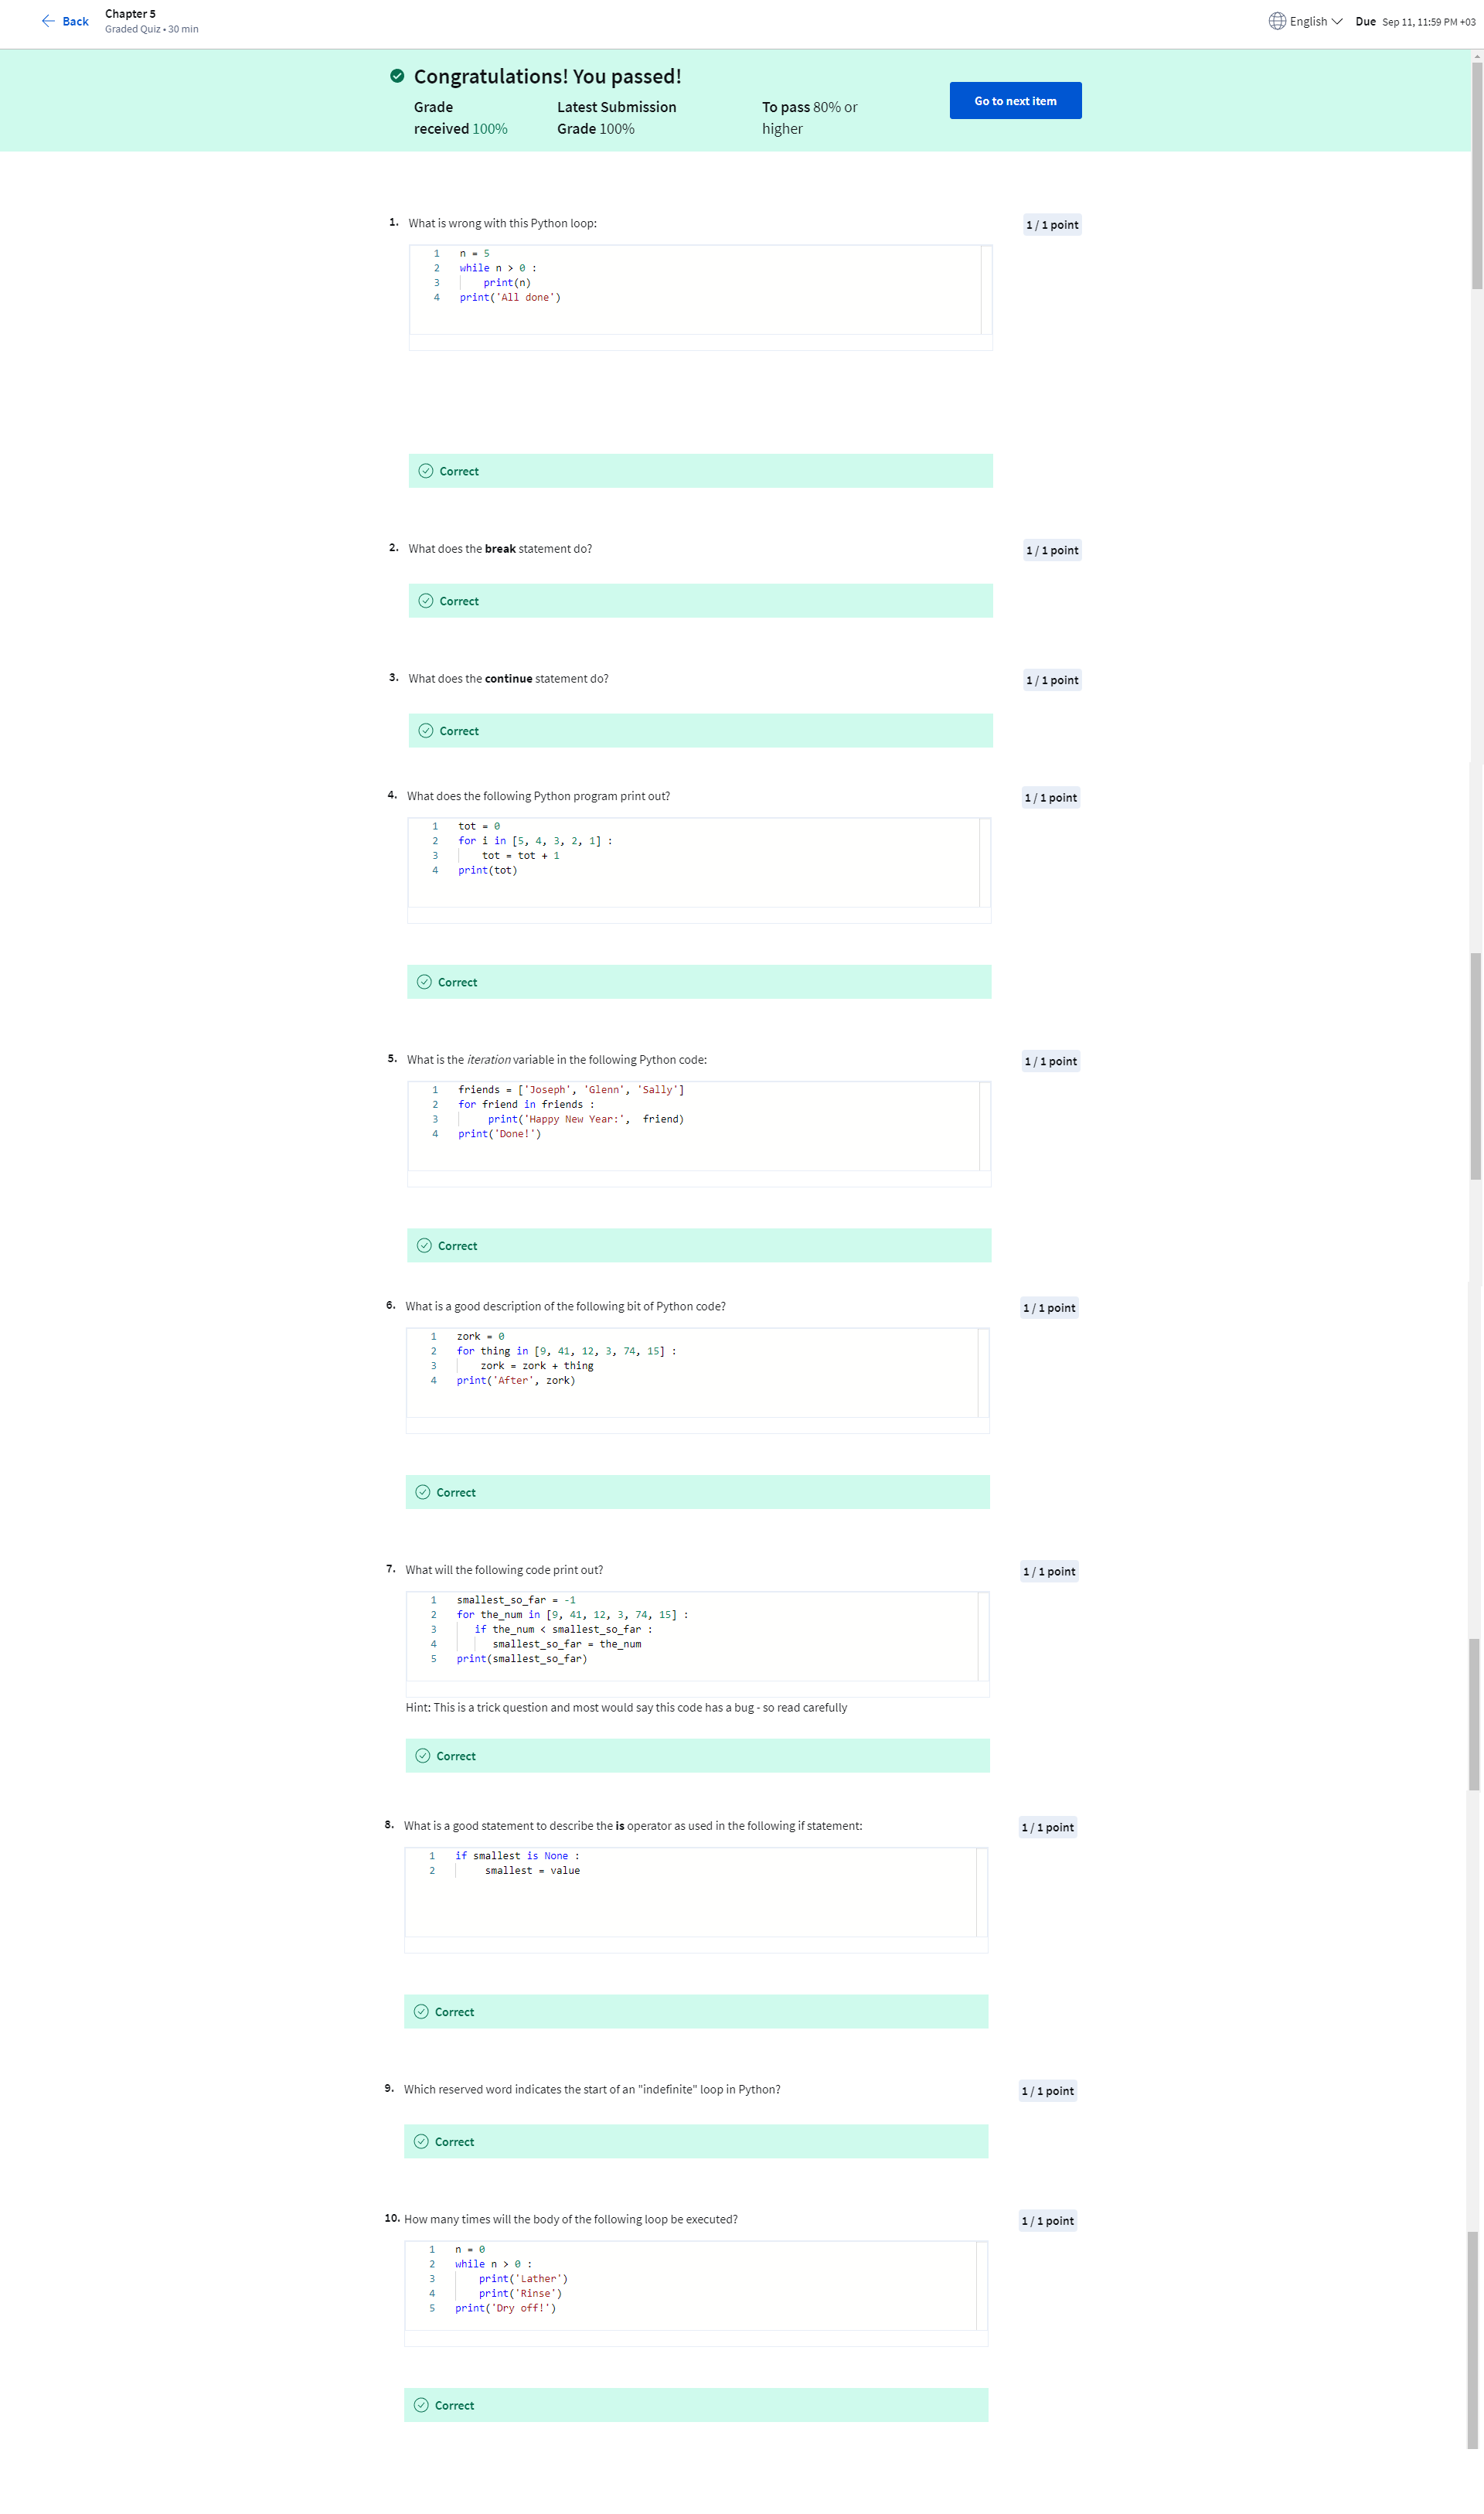 Back
Chapter 5
Graded Quiz • 30 min
English
Due Sep 11, 11:59 PM +03
Congratulations! You passed!
Grade received 100%
Latest Submission Grade 100%
To pass 80% or higher
Go to next item
1. What is wrong with this Python loop:
1 / 1 point
1 n = 5
2 while n > 0 :
3     print(n)
4 print('All done')
Correct
2. What does the break statement do?
1 / 1 point
Correct
3. What does the continue statement do?
1 / 1 point
Correct
4. What does the following Python program print out?
1 / 1 point
1 tot = 0
2 for i in [5, 4, 3, 2, 1] :
3     tot = tot + 1
4 print(tot)
Correct
5. What is the iteration variable in the following Python code:
1 / 1 point
1 friends = ['Joseph', 'Glenn', 'Sally']
2 for friend in friends :
3      print('Happy New Year:',  friend)
4 print('Done!')
Correct
6. What is a good description of the following bit of Python code?
1 / 1 point
1 zork = 0
2 for thing in [9, 41, 12, 3, 74, 15] :
3     zork = zork + thing
4 print('After', zork)
Correct
7. What will the following code print out?
1 / 1 point
1 smallest_so_far = -1
2 for the_num in [9, 41, 12, 3, 74, 15] :
3    if the_num < smallest_so_far :
4       smallest_so_far = the_num
5 print(smallest_so_far)
Hint: This is a trick question and most would say this code has a bug - so read carefully
Correct
8. What is a good statement to describe the is operator as used in the following if statement:
1 / 1 point
1 if smallest is None :
2      smallest = value
Correct
9. Which reserved word indicates the start of an "indefinite" loop in Python?
1 / 1 point
Correct
10. How many times will the body of the following loop be executed?
1 / 1 point
1 n = 0
2 while n > 0 :
3     print('Lather')
4     print('Rinse')
5 print('Dry off!')
Correct